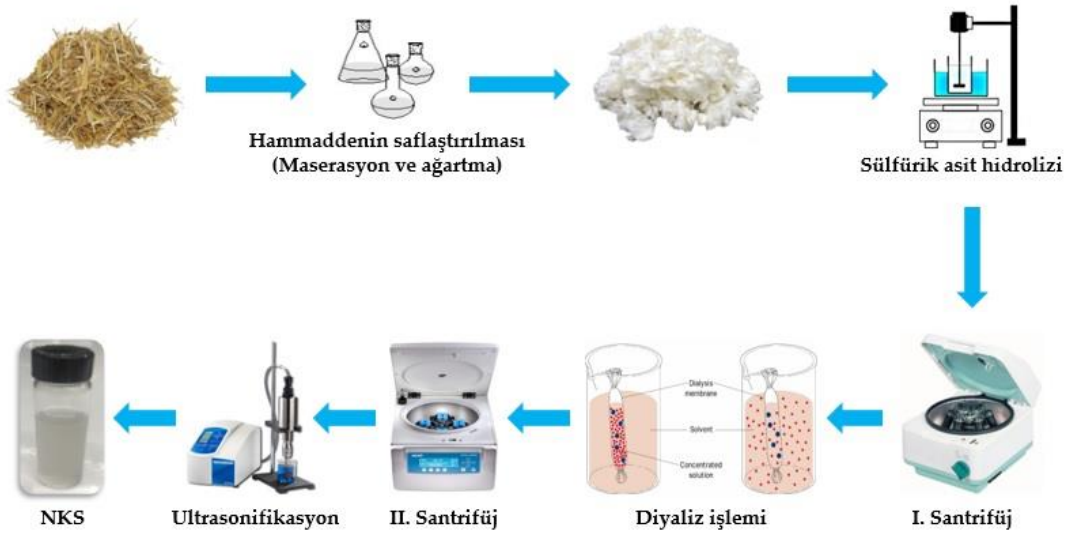 Hammaddenin saflaştırılması
(Maserasyon ve ağartma)
Sülfürik asit hidrolizi
Dialysis
membrane
Solvent
Concentrated
solution
NKS
Ultrasonifikasyon
II. Santrifüj
Diyaliz işlemi
I. Santrifüj